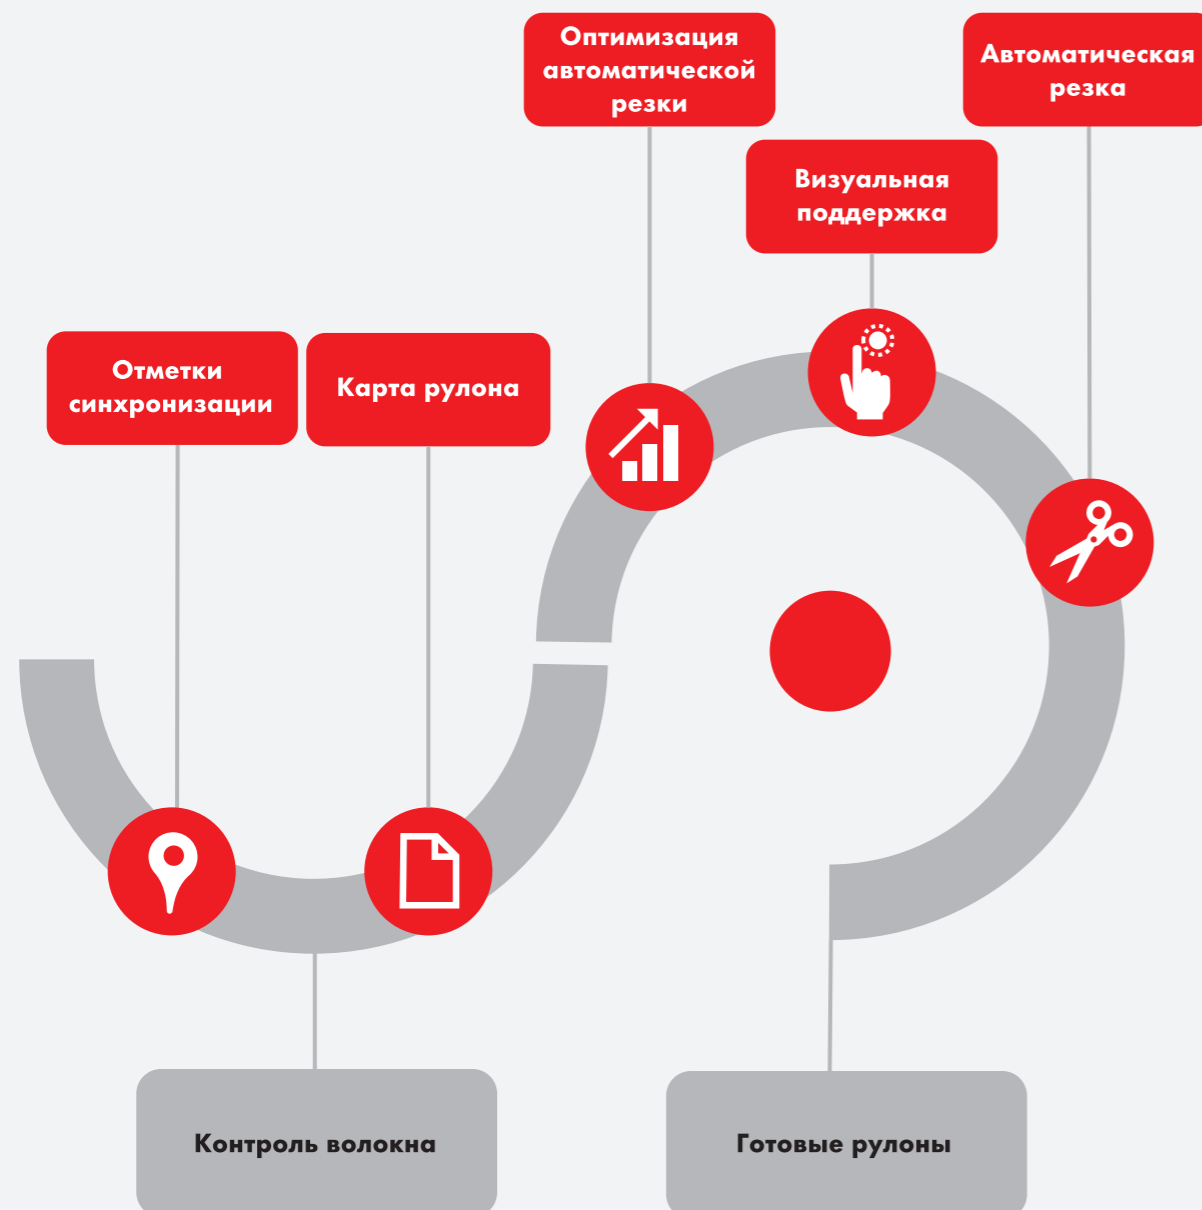 Оптимизация
автоматической
резки
Автоматическая
резка
Визуальная
поддержка
Отметки
синхронизации
Карта рулона
Контроль волокна
Готовые рулоны